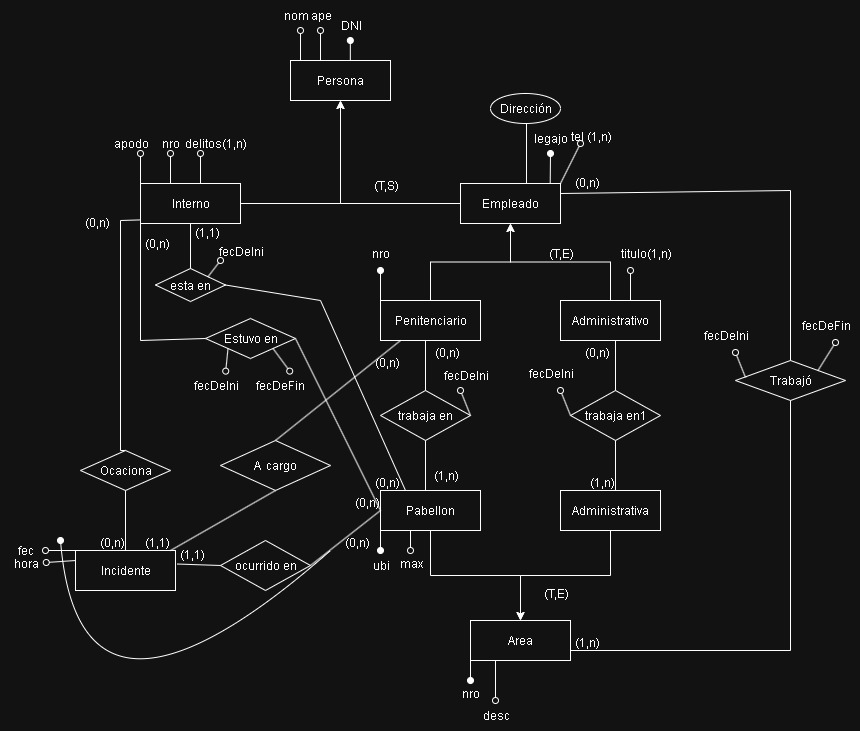 nom ape
DNI
Persona
Dirección
apodo nro delitos(1,n)
legajo tel (1,n)
(T,S)
(0,n)
Interno
Empleado
(0,n)
(0,n)
(1,1)
fecDeIni
nro
(T,E)
titulo(1,n)
esta en
Penitenciario
Administrativo
fecDeFin
fecDeIni
Estuvo en
(0,n)
(0,n)
(0,n)
fecDeIni
fecDeIni
fecDeIni
fecDeFin
Trabajó
trabaja en
trabaja en1
Ocaciona
A cargo
(0,n)
(1,n)
(1,n)
(0,n)
Pabellon
Administrativa
(0,n)
(1,1)
(0,n)
fec
hora
(1,1)
Incidente
ocurrido en
ubi
max
(T,E)
Area
(1,n)
nro
desc